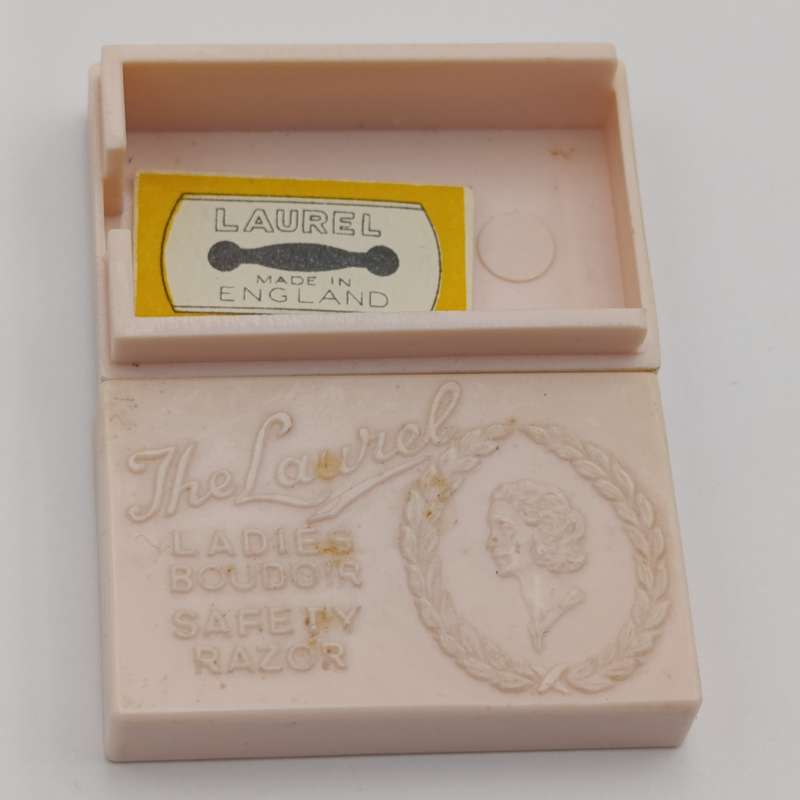 LAUREL
MADE IN
ENGLAND
The Laurel
LADIES
BOUDOIR
SAFETY
RAZOR